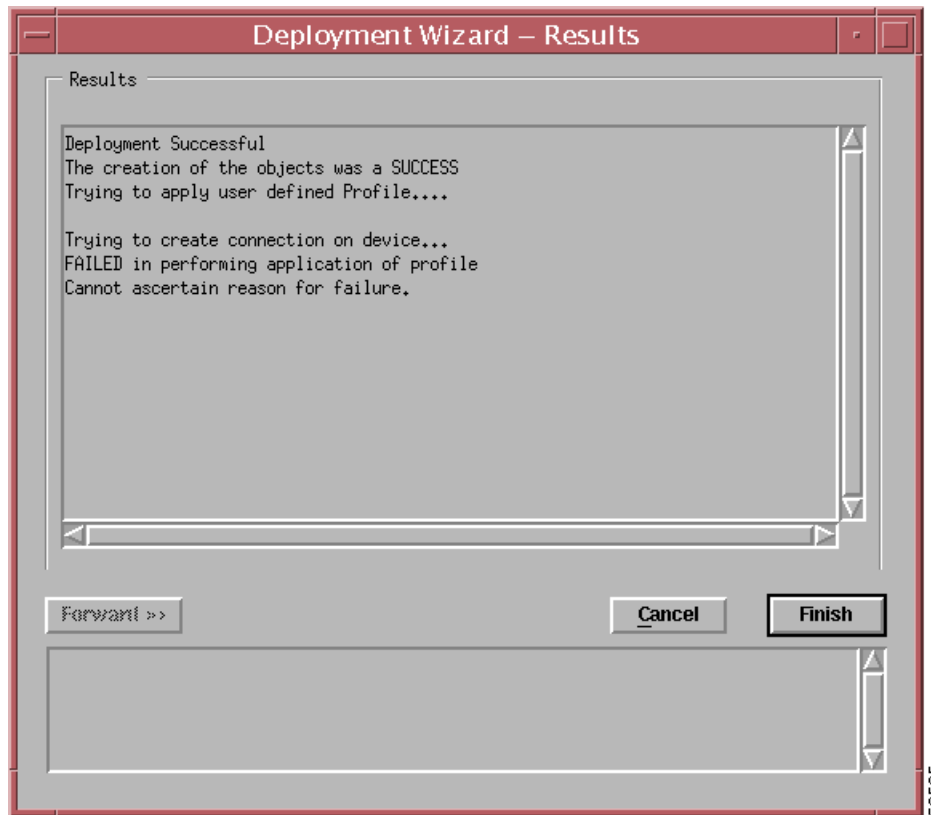 Deployment Wizard – Results
Results
Deployment Successful
The creation of the objects was a SUCCESS
Trying to apply user defined Profile....
Trying to create connection on device...
FAILED in performing application of profile
Cannot ascertain reason for failure.
Forward >>
Cancel
Finish